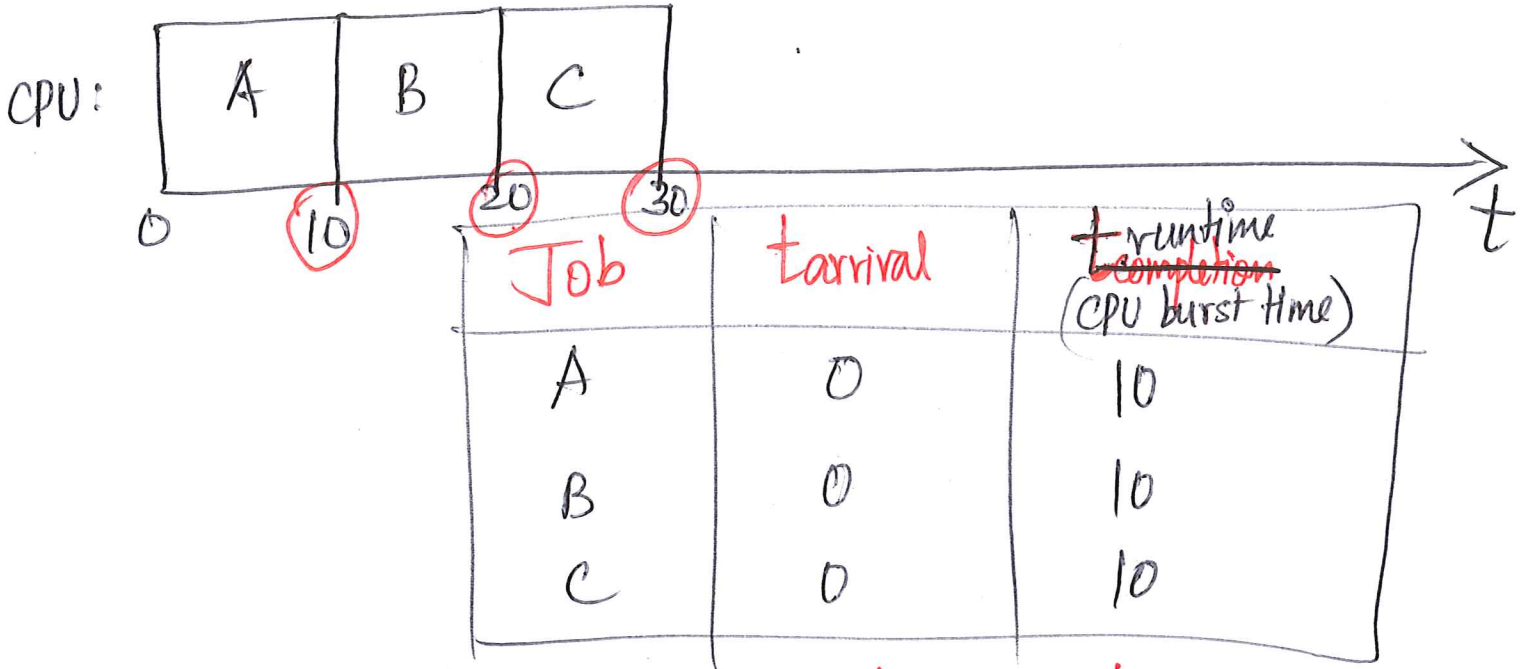 CPU: A B C
0 10 20 30 t
Job tarrival truntime
tcompletion
(CPU burst time)
A 0 10
B 0 10
C 0 10